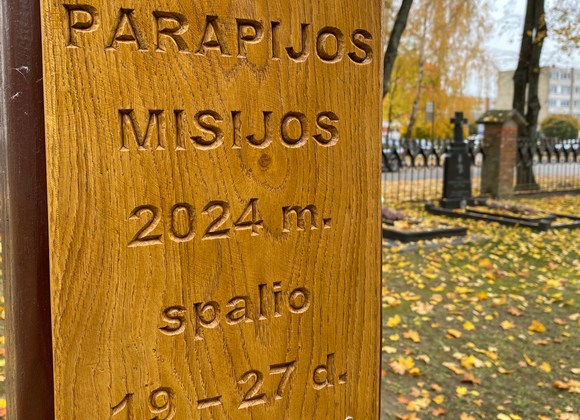 PARAPIJOS
MISIJOS
2024 m.
spalio
19 – 27 d.